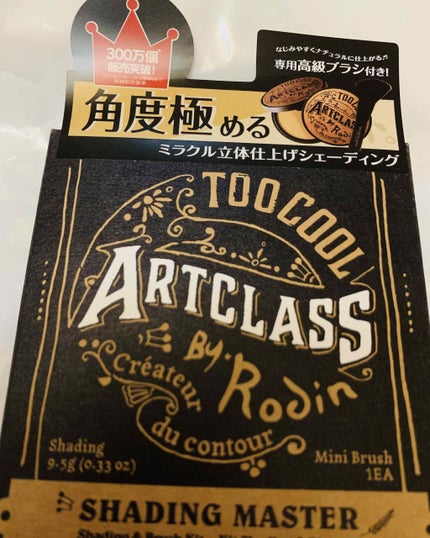 300万個*
販売突破!
なじみやすくナチュラルに仕上がる♬
専用高級ブラシ付き!
角度極める
ミラクル立体仕上げシェーディング
TOO COOL
ARTCLASS
BY·
Rodin
Créateur
du contour
Shading
9.5g (0.33 oz)
Mini Brush
1EA
SHADING MASTER